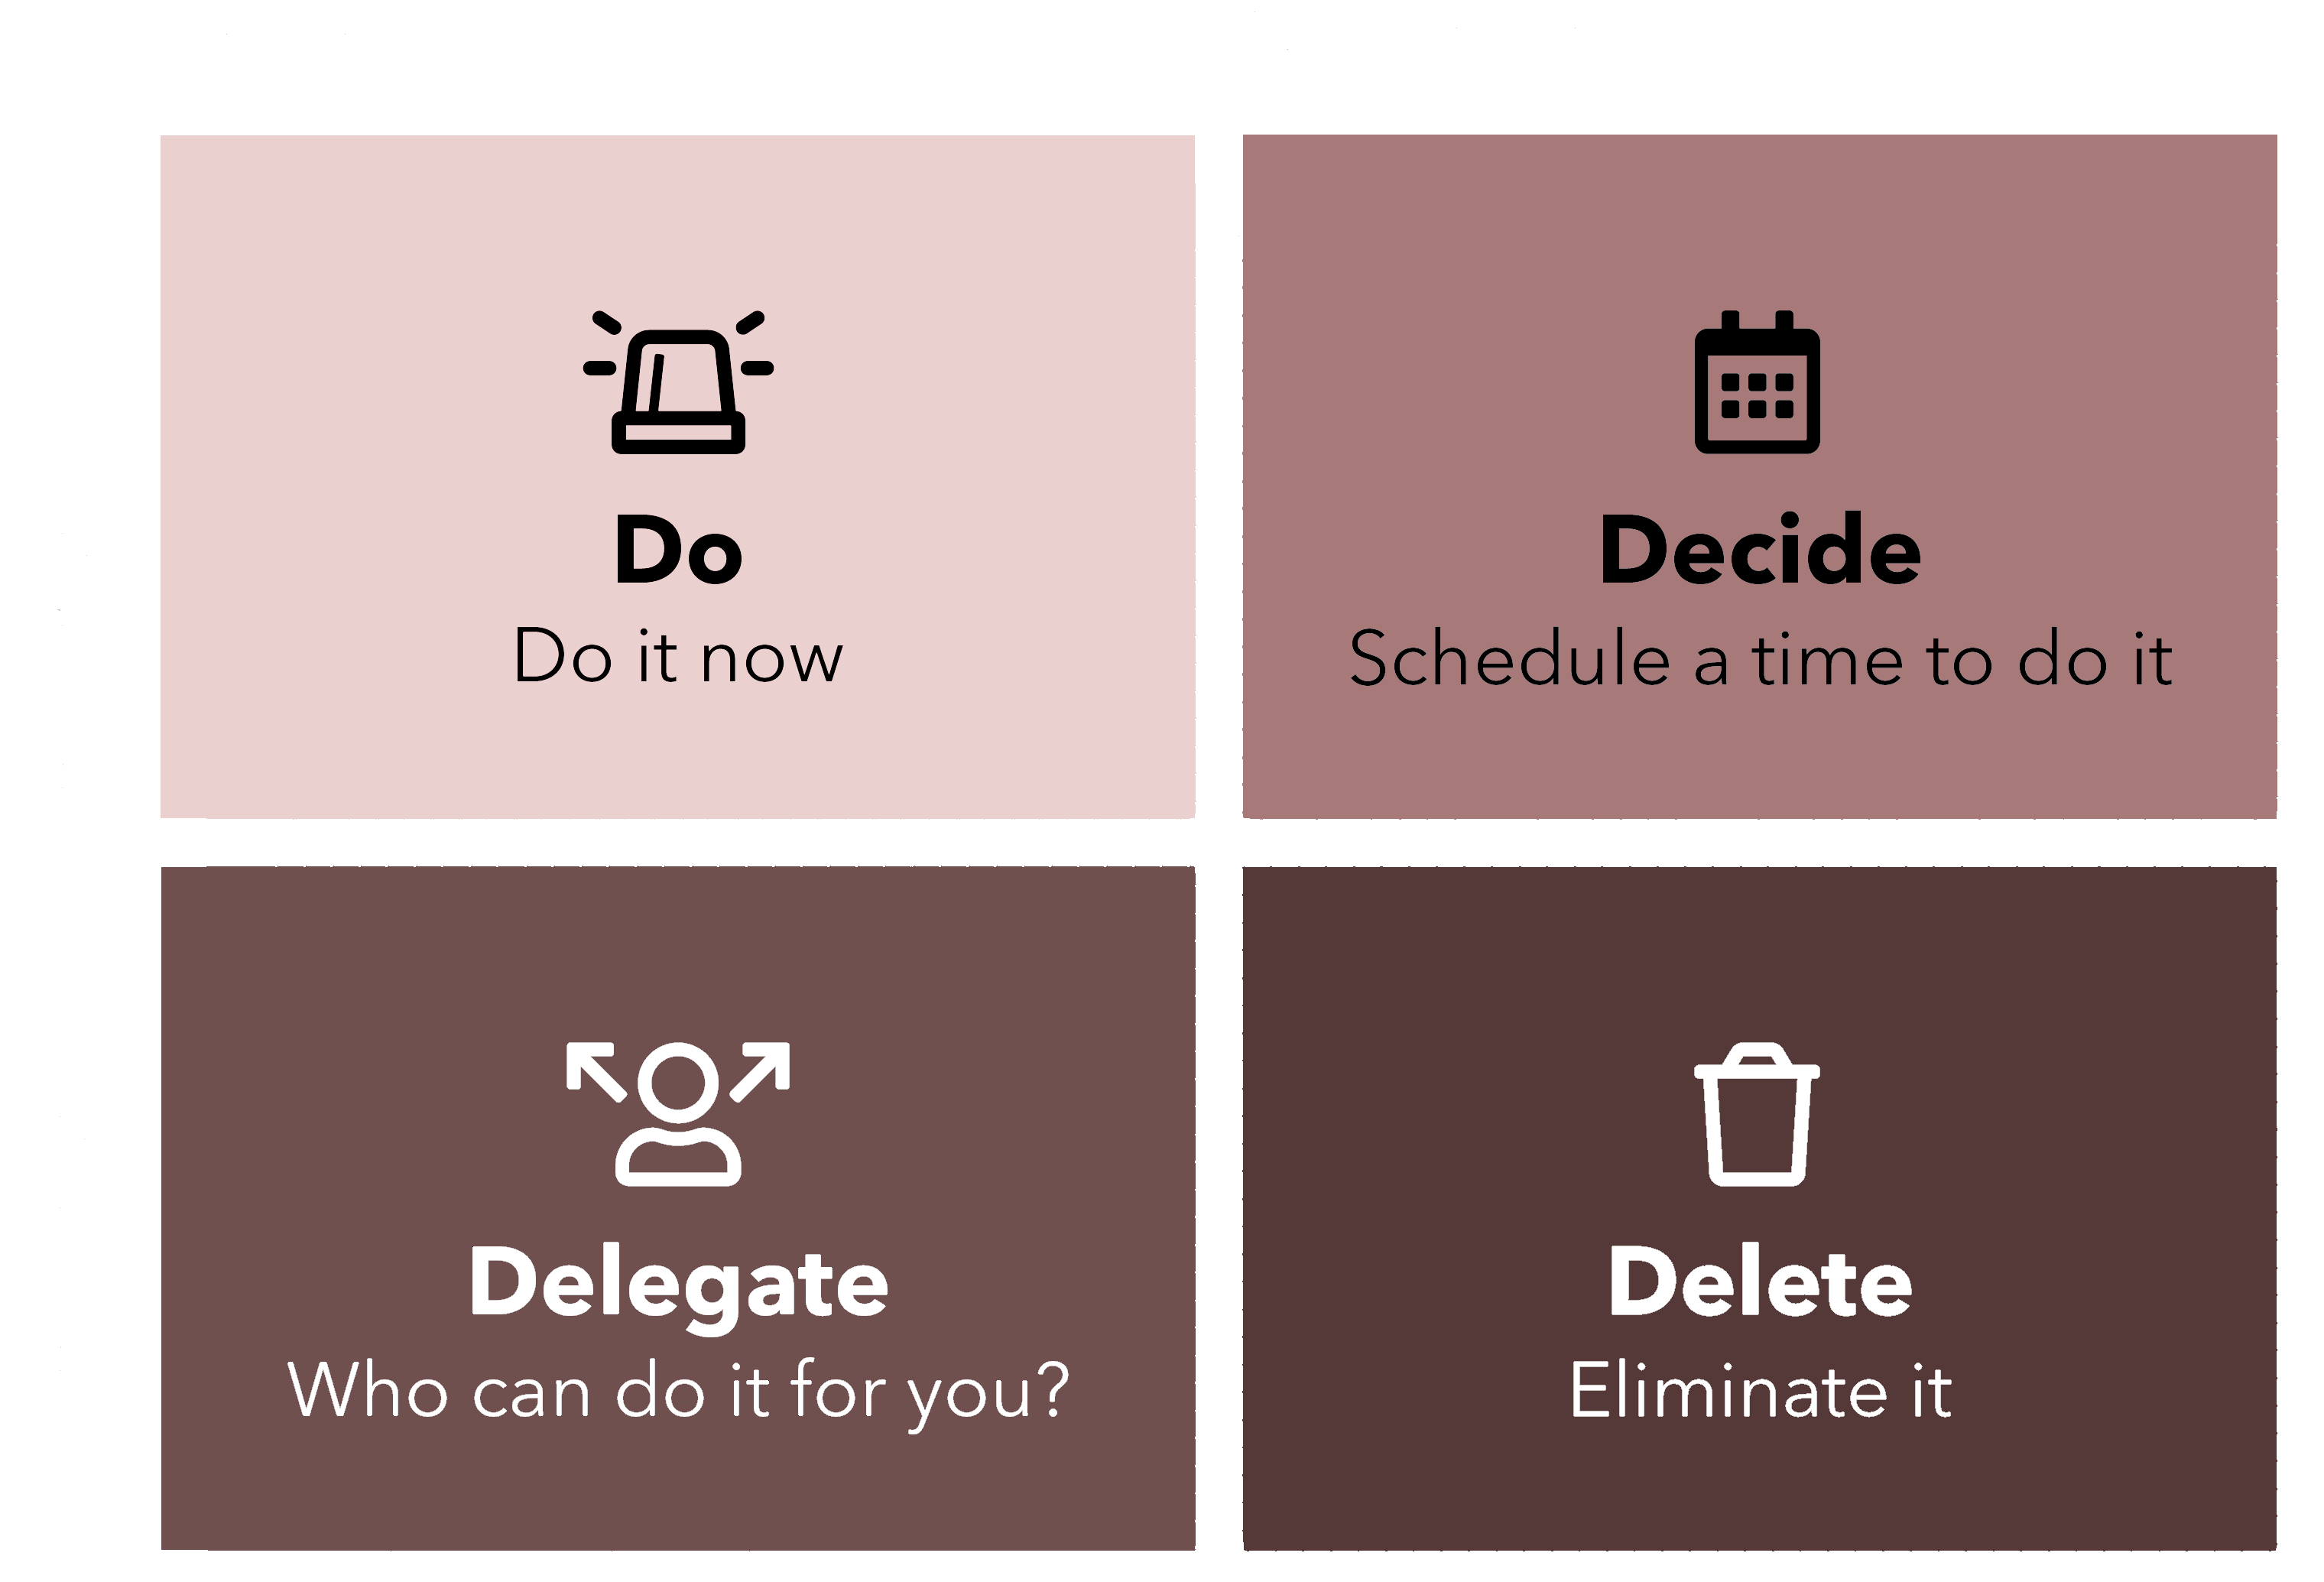 Do
Do it now
Decide
Schedule a time to do it
Delegate
Who can do it for you?
Delete
Eliminate it